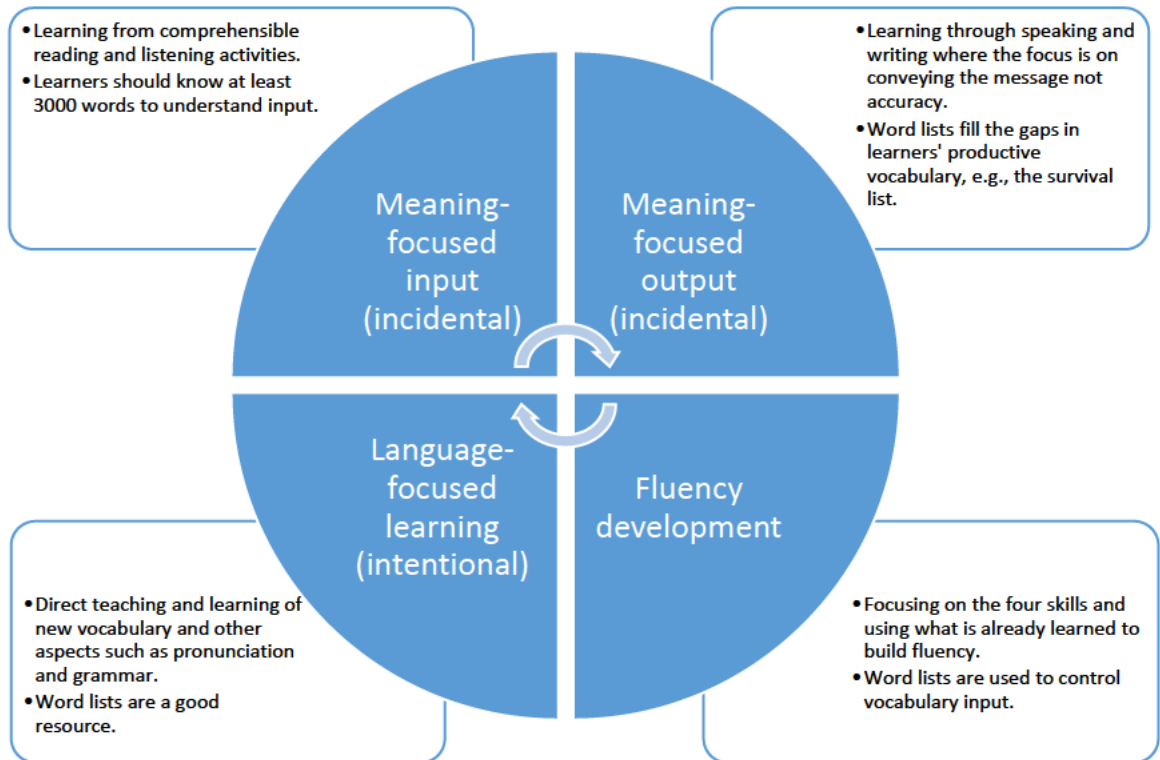 •Learning from comprehensible
reading and listening activities.
•Learners should know at least
3000 words to understand input.
•Learning through speaking and
writing where the focus is on
conveying the message not
accuracy.
•Word lists fill the gaps in
learners' productive
vocabulary, e.g., the survival
list.
Meaning-
focused
input
(incidental)
Meaning-
focused
output
(incidental)
Language-
focused
learning
(intentional)
Fluency
development
•Direct teaching and learning of
new vocabulary and other
aspects such as pronunciation
and grammar.
•Word lists are a good
resource.
•Focusing on the four skills and
using what is already learned to
build fluency.
•Word lists are used to control
vocabulary input.